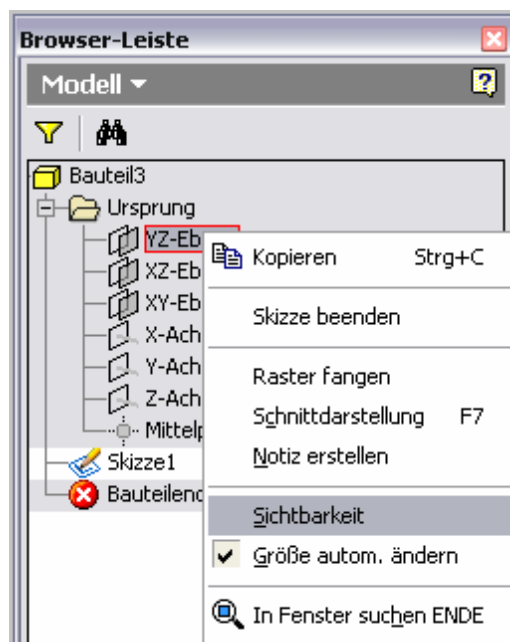 Browser-Leiste
Modell
Bauteil3
Ursprung
YZ-Eb
XZ-Eb
XY-Eb
X-Ach
Y-Ach
Z-Ach
Mittelp
Skizze1
Bauteilend
Kopieren Strg+C
Skizze beenden
Raster fangen
Schnittdarstellung F7
Notiz erstellen
Sichtbarkeit
Größe autom. ändern
In Fenster suchen ENDE